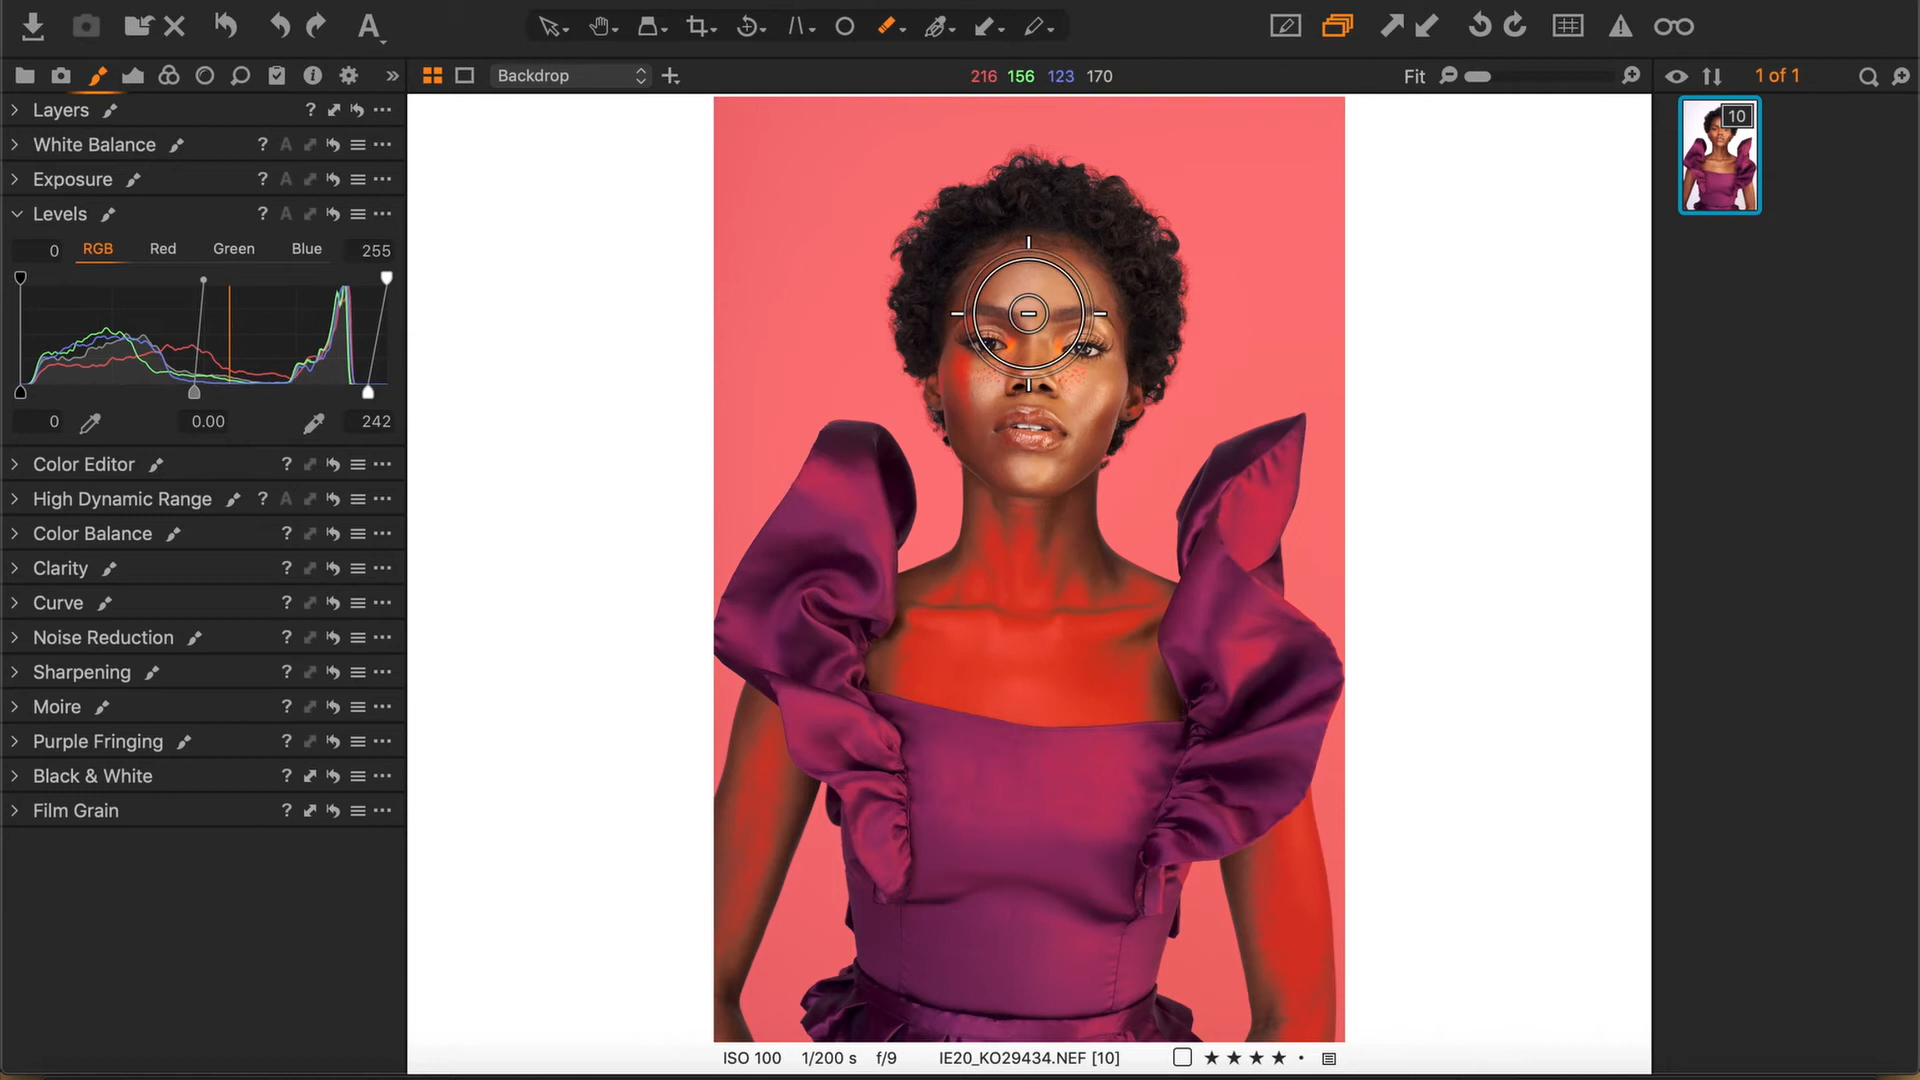 A
Backdrop
216 156 123 170
Fit
1 of 1
Layers ?
10
White Balance ? A
Exposure ? A
Levels ? A
0 RGB Red Green Blue 255
0 0.00 242
Color Editor ?
High Dynamic Range ? A
Color Balance ?
Clarity ?
Curve ?
Noise Reduction ?
Sharpening ?
Moire ?
Purple Fringing ?
Black & White ?
Film Grain ?
ISO 100 1/200 s f/9 IE20_KO29434.NEF [10]